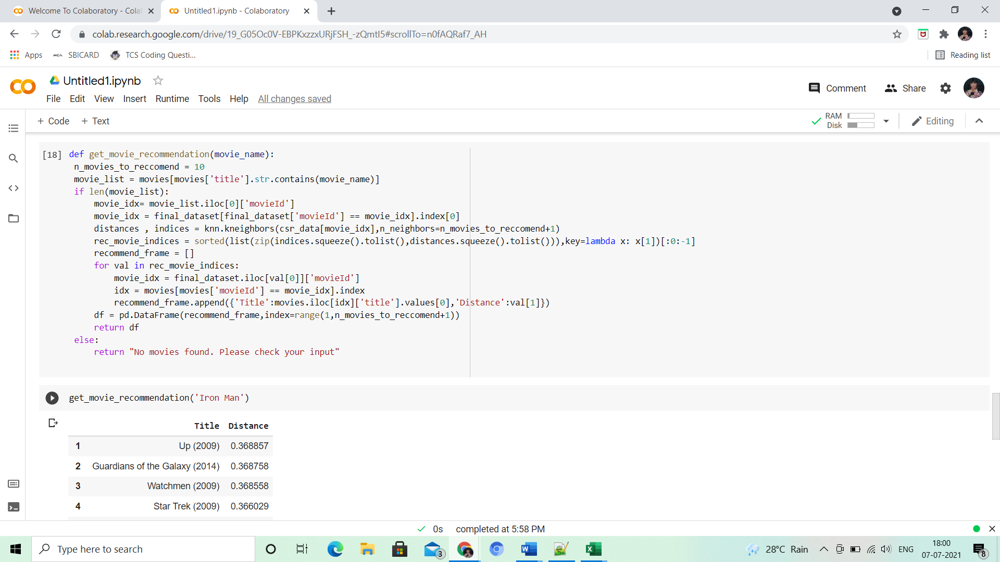 Welcome To Colaboratory - Cola
Untitled1.ipynb - Colaboratory
colab.research.google.com/drive/19_G05Oc0V-EBPKxzzxURjFSH_-zQmtI5#scrollTo=n0fAQRaf7_AH
Apps
SBICARD
TCS Coding Questi...
Reading list
Untitled1.ipynb
Comment
Share
File Edit View Insert Runtime Tools Help All changes saved
+ Code + Text
RAM
Disk
Editing
[18] def get_movie_recommendation(movie_name):
n_movies_to_reccomend = 10
movie_list = movies[movies['title'].str.contains(movie_name)]
if len(movie_list):
movie_idx= movie_list.iloc[0]['movieId']
movie_idx = final_dataset[final_dataset['movieId'] == movie_idx].index[0]
distances , indices = knn.kneighbors(csr_data[movie_idx],n_neighbors=n_movies_to_reccomend+1)
rec_movie_indices = sorted(list(zip(indices.squeeze().tolist(),distances.squeeze().tolist())),key=lambda x: x[1])[:0:-1]
recommend_frame = []
for val in rec_movie_indices:
movie_idx = final_dataset.iloc[val[0]]['movieId']
idx = movies[movies['movieId'] == movie_idx].index
recommend_frame.append({'Title':movies.iloc[idx]['title'].values[0],'Distance':val[1]})
df = pd.DataFrame(recommend_frame,index=range(1,n_movies_to_reccomend+1))
return df
else:
return "No movies found. Please check your input"
get_movie_recommendation('Iron Man')
Title Distance
1 Up (2009) 0.368857
2 Guardians of the Galaxy (2014) 0.368758
3 Watchmen (2009) 0.368558
4 Star Trek (2009) 0.366029
0s completed at 5:58 PM
Type here to search
3
28°C Rain
ENG
18:00
07-07-2021
8